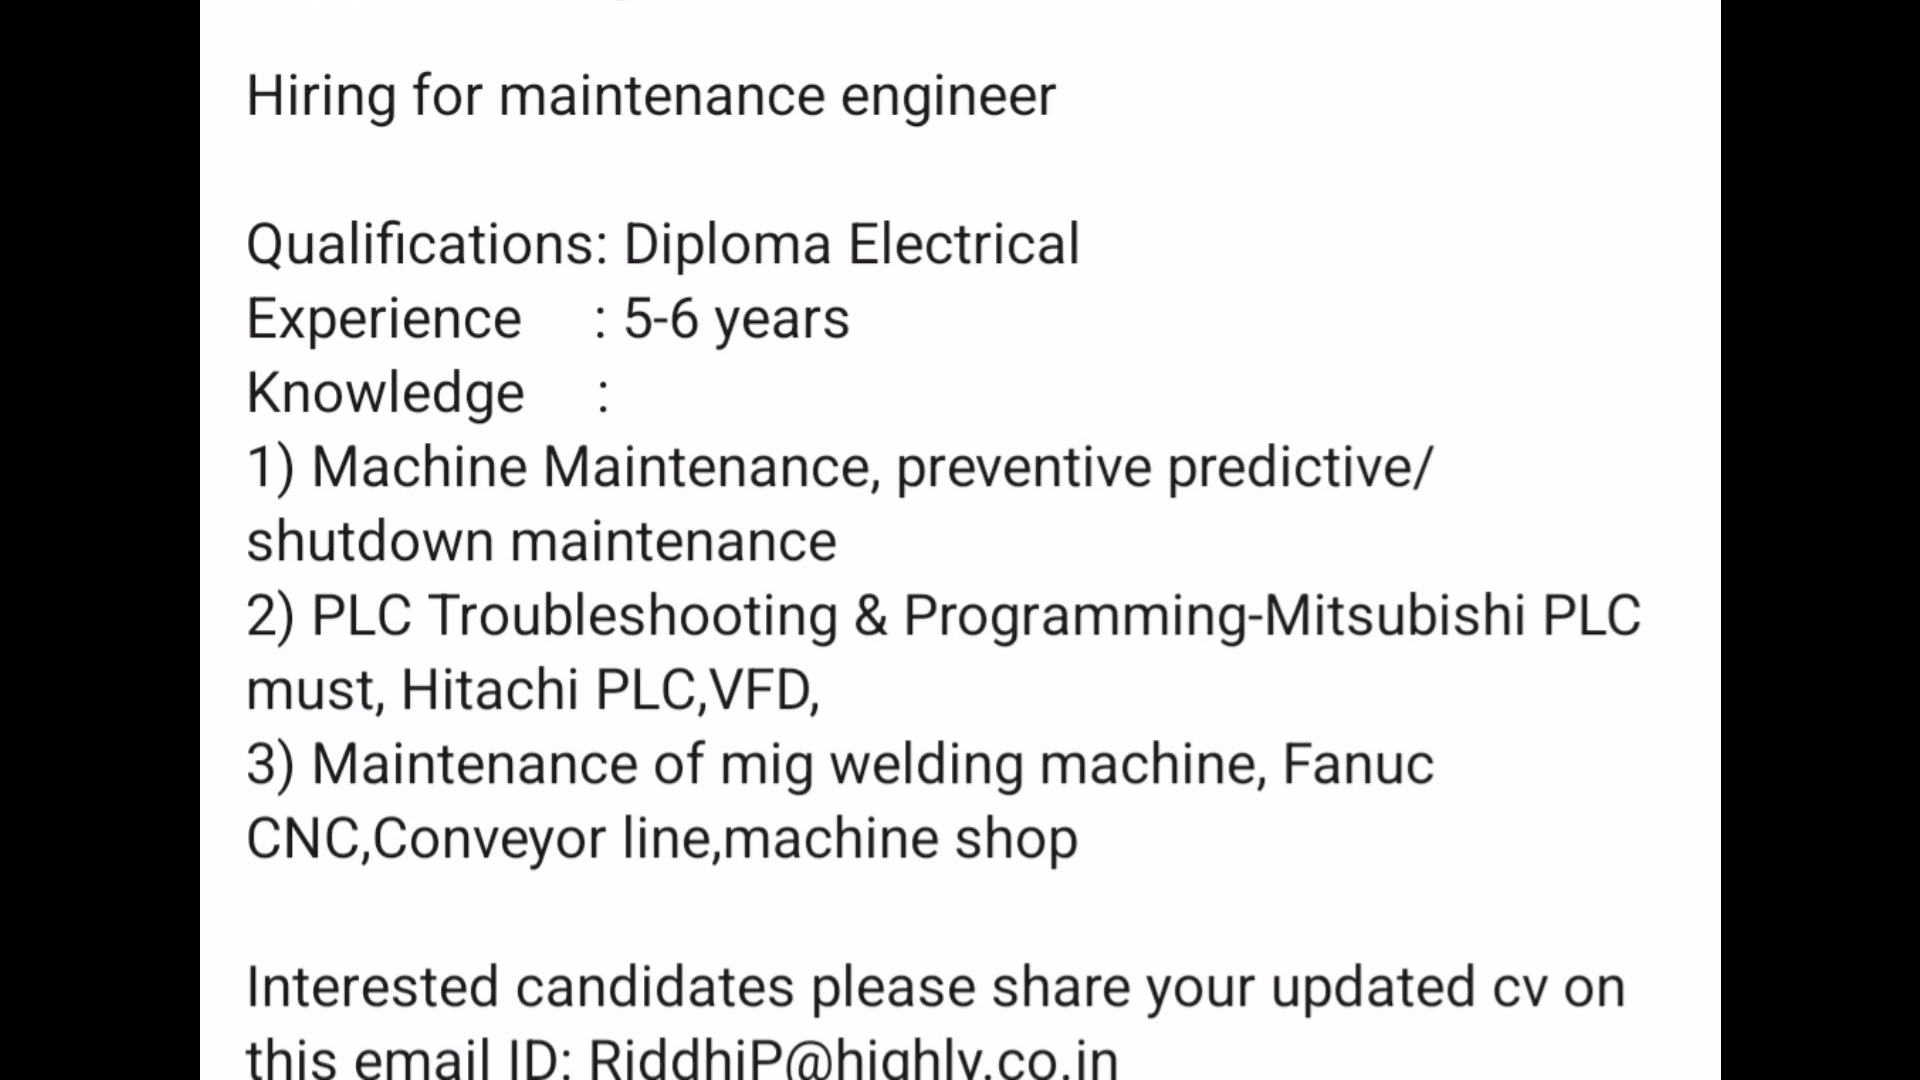 Hiring for maintenance engineer
Qualifications: Diploma Electrical
Experience : 5-6 years
Knowledge :
1) Machine Maintenance, preventive predictive/
shutdown maintenance
2) PLC Troubleshooting & Programming-Mitsubishi PLC
must, Hitachi PLC,VFD,
3) Maintenance of mig welding machine, Fanuc
CNC,Conveyor line,machine shop
Interested candidates please share your updated cv on
this email ID: RiddhiP@highly.co.in